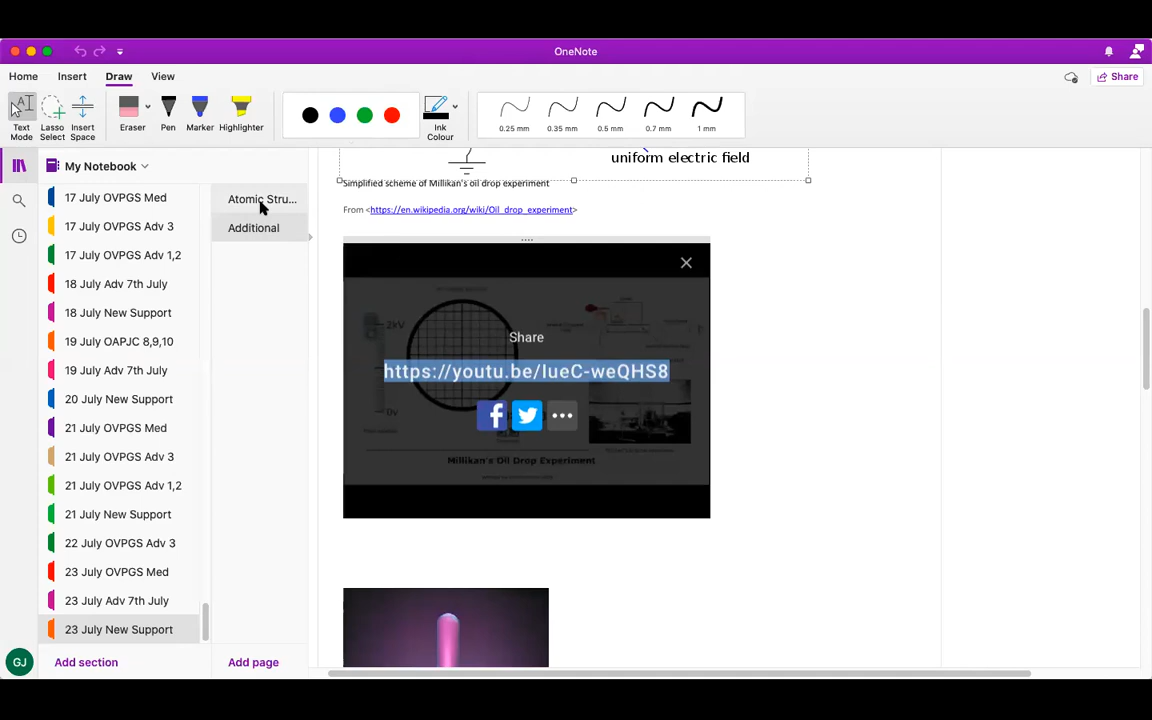 OneNote
Home
Insert
Draw
View
Share
Text
Mode
Lasso
Select
Insert
Space
Eraser
Pen
Marker
Highlighter
Ink
Colour
0.25 mm
0.35 mm
0.5 mm
0.7 mm
1 mm
My Notebook
17 July OVPGS Med
17 July OVPGS Adv 3
17 July OVPGS Adv 1,2
18 July Adv 7th July
18 July New Support
19 July OAPJC 8,9,10
19 July Adv 7th July
20 July New Support
21 July OVPGS Med
21 July OVPGS Adv 3
21 July OVPGS Adv 1,2
21 July New Support
22 July OVPGS Adv 3
23 July OVPGS Med
23 July Adv 7th July
23 July New Support
GJ
Add section
Atomic Stru...
Additional
Add page
uniform electric field
Simplified scheme of Millikan's oil drop experiment
From <https://en.wikipedia.org/wiki/Oil_drop_experiment>
2kV
Share
https://youtu.be/IueC-weQHS8
0v
Millikan's Oil Drop Experiment